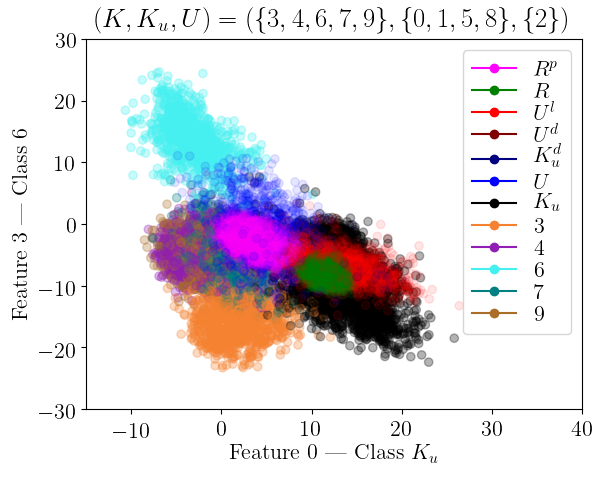 (K, K_u, U) = ({3, 4, 6, 7, 9}, {0, 1, 5, 8}, {2})
30
20
10
0
−10
−20
−30
Feature 3 — Class 6
−10
0
10
20
30
40
Feature 0 — Class K_u
R^p
R
U^l
U^d
K_u^d
U
K_u
3
4
6
7
9